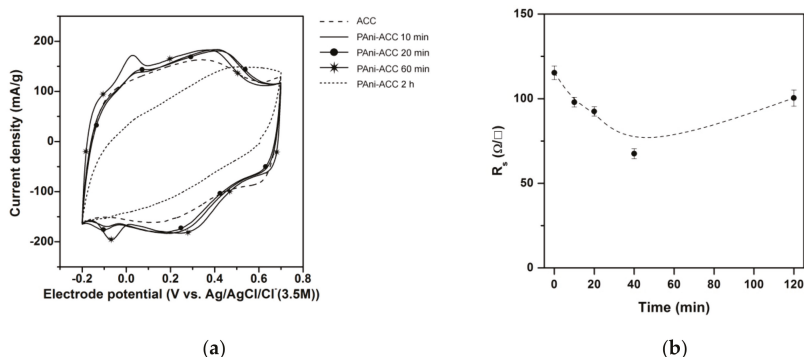 ACC
PAni-ACC 10 min
PAni-ACC 20 min
PAni-ACC 60 min
PAni-ACC 2 h
Current density (mA/g)
200
100
0
-100
-200
-0.2 0.0 0.2 0.4 0.6 0.8
Electrode potential (V vs. Ag/AgCl/Cl⁻(3.5M))
(a)
Rs (Ω/□)
150
100
50
0
0 20 40 60 80 100 120
Time (min)
(b)